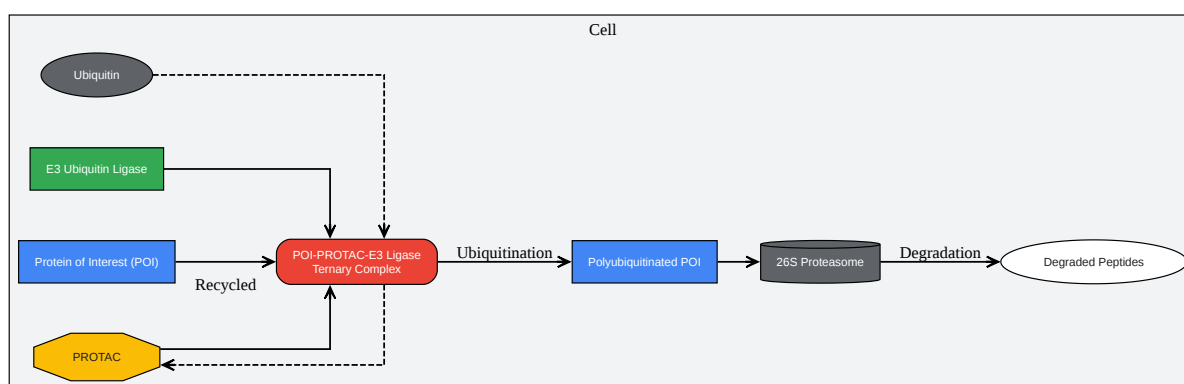 Cell
Ubiquitin
E3 Ubiquitin Ligase
Protein of Interest (POI)
Recycled
PROTAC
POI-PROTAC-E3 Ligase
Ternary Complex
Ubiquitination
Polyubiquitinated POI
26S Proteasome
Degradation
Degraded Peptides